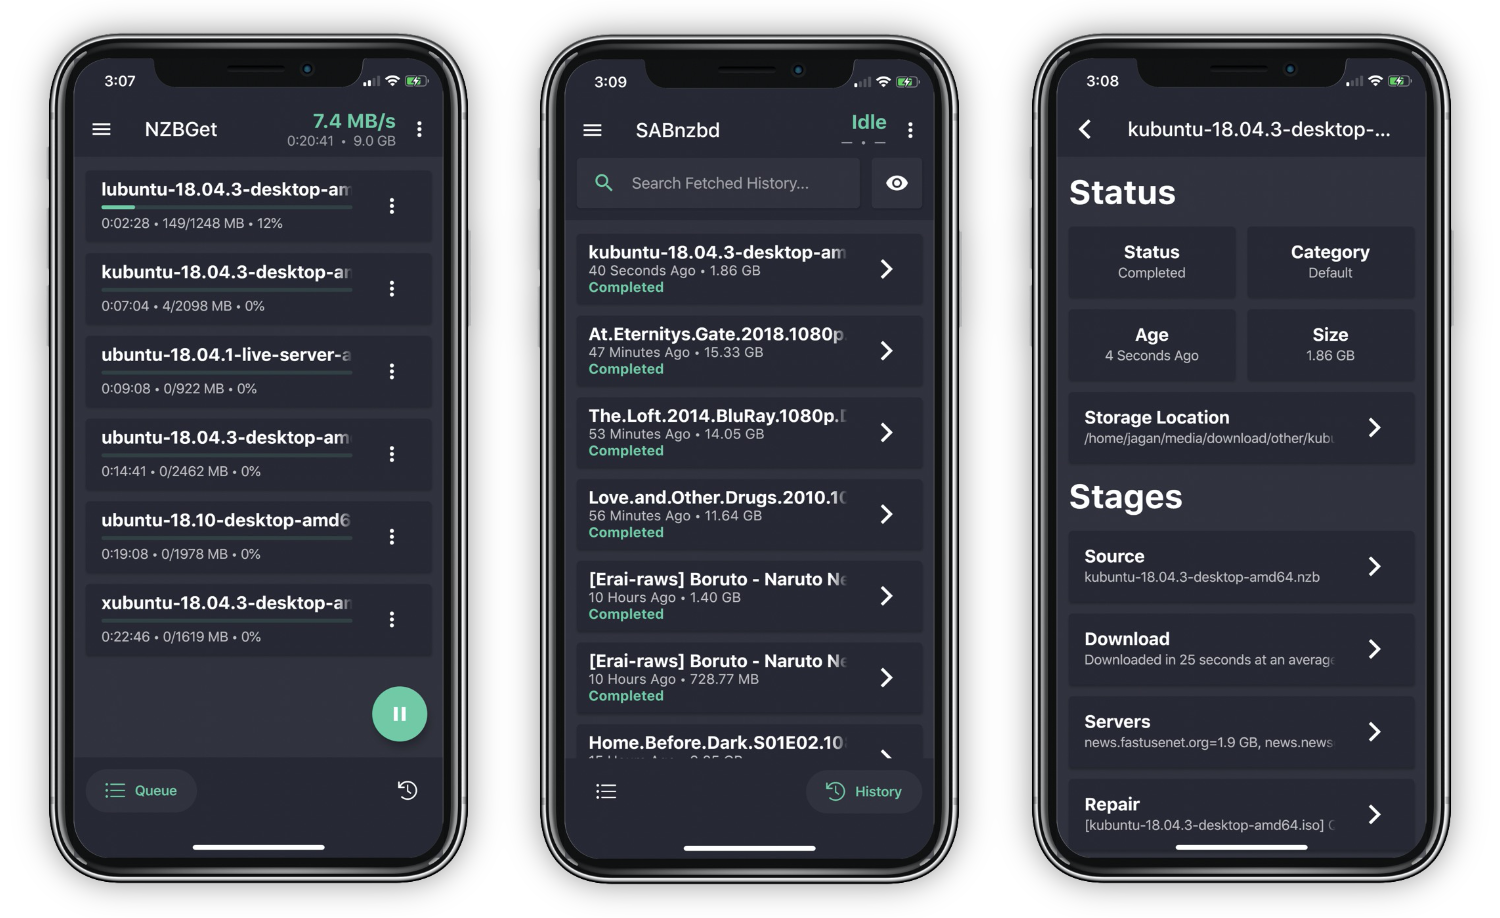 3:07
NZBGet
7.4 MB/s
0:20:41 • 9.0 GB
lubuntu-18.04.3-desktop-am
0:02:28 • 149/1248 MB • 12%
kubuntu-18.04.3-desktop-an
0:07:04 • 4/2098 MB • 0%
ubuntu-18.04.1-live-server-a
0:09:08 • 0/922 MB • 0%
ubuntu-18.04.3-desktop-am
0:14:41 • 0/2462 MB • 0%
ubuntu-18.10-desktop-amd6
0:19:08 • 0/1978 MB • 0%
xubuntu-18.04.3-desktop-an
0:22:46 • 0/1619 MB • 0%
Queue
3:09
SABnzbd
Idle
– • –
Search Fetched History...
kubuntu-18.04.3-desktop-am
40 Seconds Ago • 1.86 GB
Completed
At.Eternitys.Gate.2018.1080p.
47 Minutes Ago • 15.33 GB
Completed
The.Loft.2014.BluRay.1080p.D
53 Minutes Ago • 14.05 GB
Completed
Love.and.Other.Drugs.2010.10
56 Minutes Ago • 11.64 GB
Completed
[Erai-raws] Boruto - Naruto Ne
10 Hours Ago • 1.40 GB
Completed
[Erai-raws] Boruto - Naruto Ne
10 Hours Ago • 728.77 MB
Completed
Home.Before.Dark.S01E02.108
History
3:08
kubuntu-18.04.3-desktop-...
Status
Status
Completed
Category
Default
Age
4 Seconds Ago
Size
1.86 GB
Storage Location
/home/jagan/media/download/other/kubu
Stages
Source
kubuntu-18.04.3-desktop-amd64.nzb
Download
Downloaded in 25 seconds at an average
Servers
news.fastusenet.org=1.9 GB, news.news
Repair
[kubuntu-18.04.3-desktop-amd64.iso]